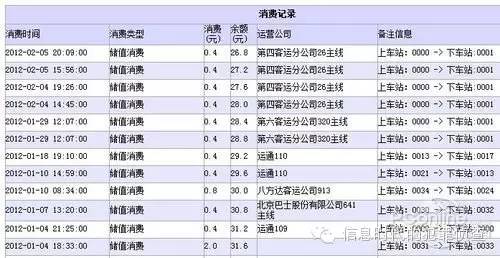 消费记录
消费时间 消费类型 消费(元) 余额(元) 运营公司 备注信息
2012-02-05 20:09:00 储值消费 0.4 26.8 第四客运分公司26主线 上车站: 0000 -> 下车站:0001
2012-02-05 15:56:00 储值消费 0.4 27.2 第四客运分公司26主线 上车站: 0000 -> 下车站:0001
2012-02-04 19:26:00 储值消费 0.4 27.6 第四客运分公司26主线 上车站: 0000 -> 下车站:0001
2012-02-04 14:45:00 储值消费 0.4 28.0 第四客运分公司26主线 上车站: 0000 -> 下车站:0001
2012-01-29 12:07:00 储值消费 0.4 28.4 第六客运分公司320主线 上车站: 0000 -> 下车站:0001
2012-01-29 12:07:00 储值消费 0.4 28.8 第六客运分公司320主线 上车站: 0000 -> 下车站:0001
2012-01-18 19:10:00 储值消费 0.4 29.2 运通110 上车站: 0013 -> 下车站:0017
2012-01-10 14:59:00 储值消费 0.4 29.6 运通110 上车站: 0021 -> 下车站:0013
2012-01-10 08:34:00 储值消费 0.8 30.0 八方达客运公司913 上车站: 0034 -> 下车站:0024
2012-01-07 13:20:00 储值消费 0.4 30.8 北京巴士股份有限公司641主线 上车站: 0030 下车站:0032
2012-01-04 21:25:00 储值消费 0.4 31.2 运通109 下车站:0000
2012-01-04 18:33:00 储值消费 2.0 31.6 上车站: 0031 -> 下车站:0033